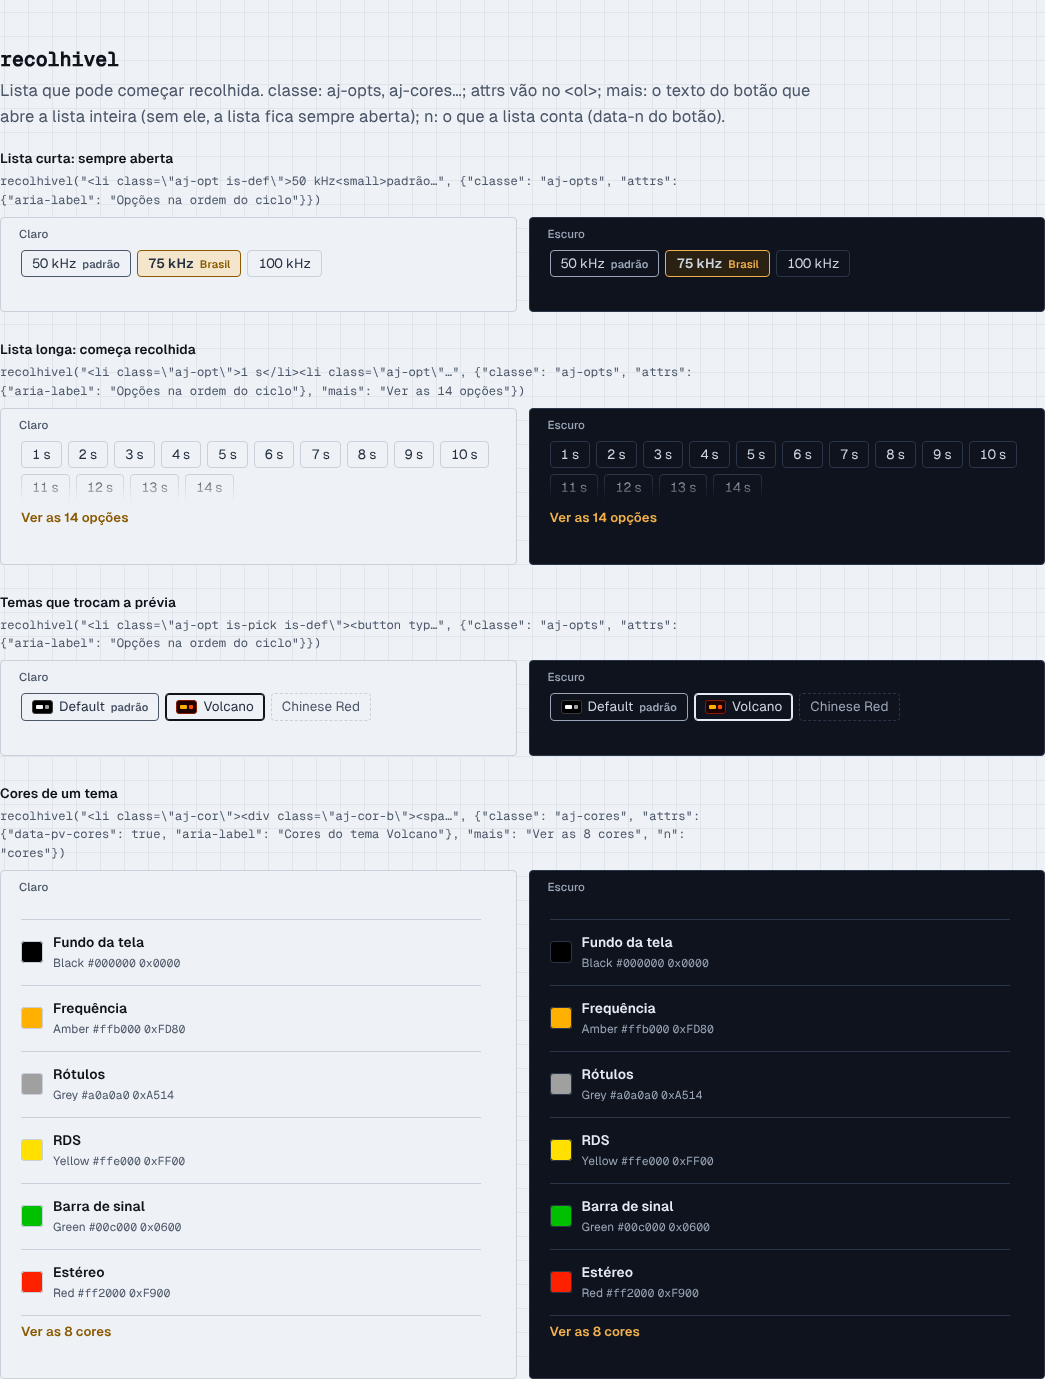 recolhivel
Lista que pode começar recolhida. classe: aj-opts, aj-cores…; attrs vão no <ol>; mais: o texto do botão que
abre a lista inteira (sem ele, a lista fica sempre aberta); n: o que a lista conta (data-n do botão).
Lista curta: sempre aberta
recolhivel("<li class=\"aj-opt is-def\">50 kHz<small>padrão…", {"classe": "aj-opts", "attrs":
{"aria-label": "Opções na ordem do ciclo"}})
Claro
50 kHz padrão 75 kHz Brasil 100 kHz
Escuro
50 kHz padrão 75 kHz Brasil 100 kHz
Lista longa: começa recolhida
recolhivel("<li class=\"aj-opt\">1 s</li><li class=\"aj-opt\"…", {"classe": "aj-opts", "attrs":
{"aria-label": "Opções na ordem do ciclo"}, "mais": "Ver as 14 opções"})
Claro
1 s 2 s 3 s 4 s 5 s 6 s 7 s 8 s 9 s 10 s
11 s 12 s 13 s 14 s
Ver as 14 opções
Escuro
1 s 2 s 3 s 4 s 5 s 6 s 7 s 8 s 9 s 10 s
11 s 12 s 13 s 14 s
Ver as 14 opções
Temas que trocam a prévia
recolhivel("<li class=\"aj-opt is-pick is-def\"><button typ…", {"classe": "aj-opts", "attrs":
{"aria-label": "Opções na ordem do ciclo"}})
Claro
Default padrão Volcano Chinese Red
Escuro
Default padrão Volcano Chinese Red
Cores de um tema
recolhivel("<li class=\"aj-cor\"><div class=\"aj-cor-b\"><spa…", {"classe": "aj-cores", "attrs":
{"data-pv-cores": true, "aria-label": "Cores do tema Volcano"}, "mais": "Ver as 8 cores", "n":
"cores"})
Claro
Fundo da tela
Black #000000 0x0000
Frequência
Amber #ffb000 0xFD80
Rótulos
Grey #a0a0a0 0xA514
RDS
Yellow #ffe000 0xFF00
Barra de sinal
Green #00c000 0x0600
Estéreo
Red #ff2000 0xF900
Ver as 8 cores
Escuro
Fundo da tela
Black #000000 0x0000
Frequência
Amber #ffb000 0xFD80
Rótulos
Grey #a0a0a0 0xA514
RDS
Yellow #ffe000 0xFF00
Barra de sinal
Green #00c000 0x0600
Estéreo
Red #ff2000 0xF900
Ver as 8 cores